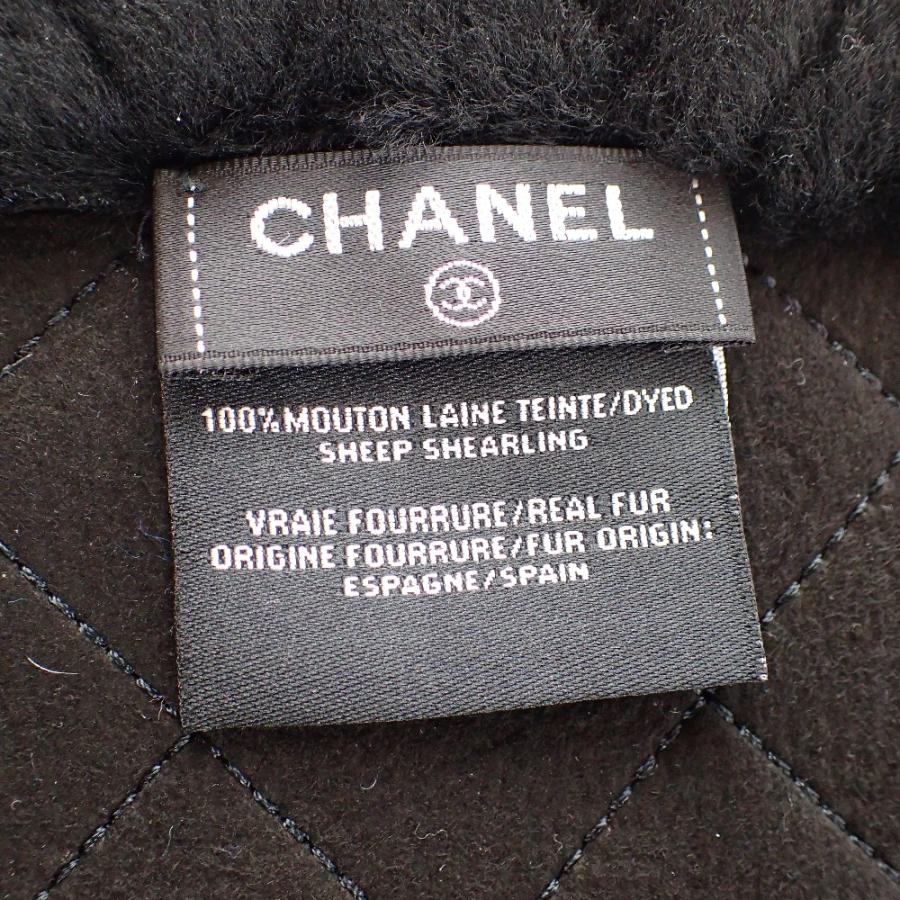 CHANEL
100%MOUTON LAINE TEINTE/DYED
SHEEP SHEARLING
VRAIE FOURRURE/REAL FUR
ORIGINE FOURRURE/FUR ORIGIN:
ESPAGNE/SPAIN